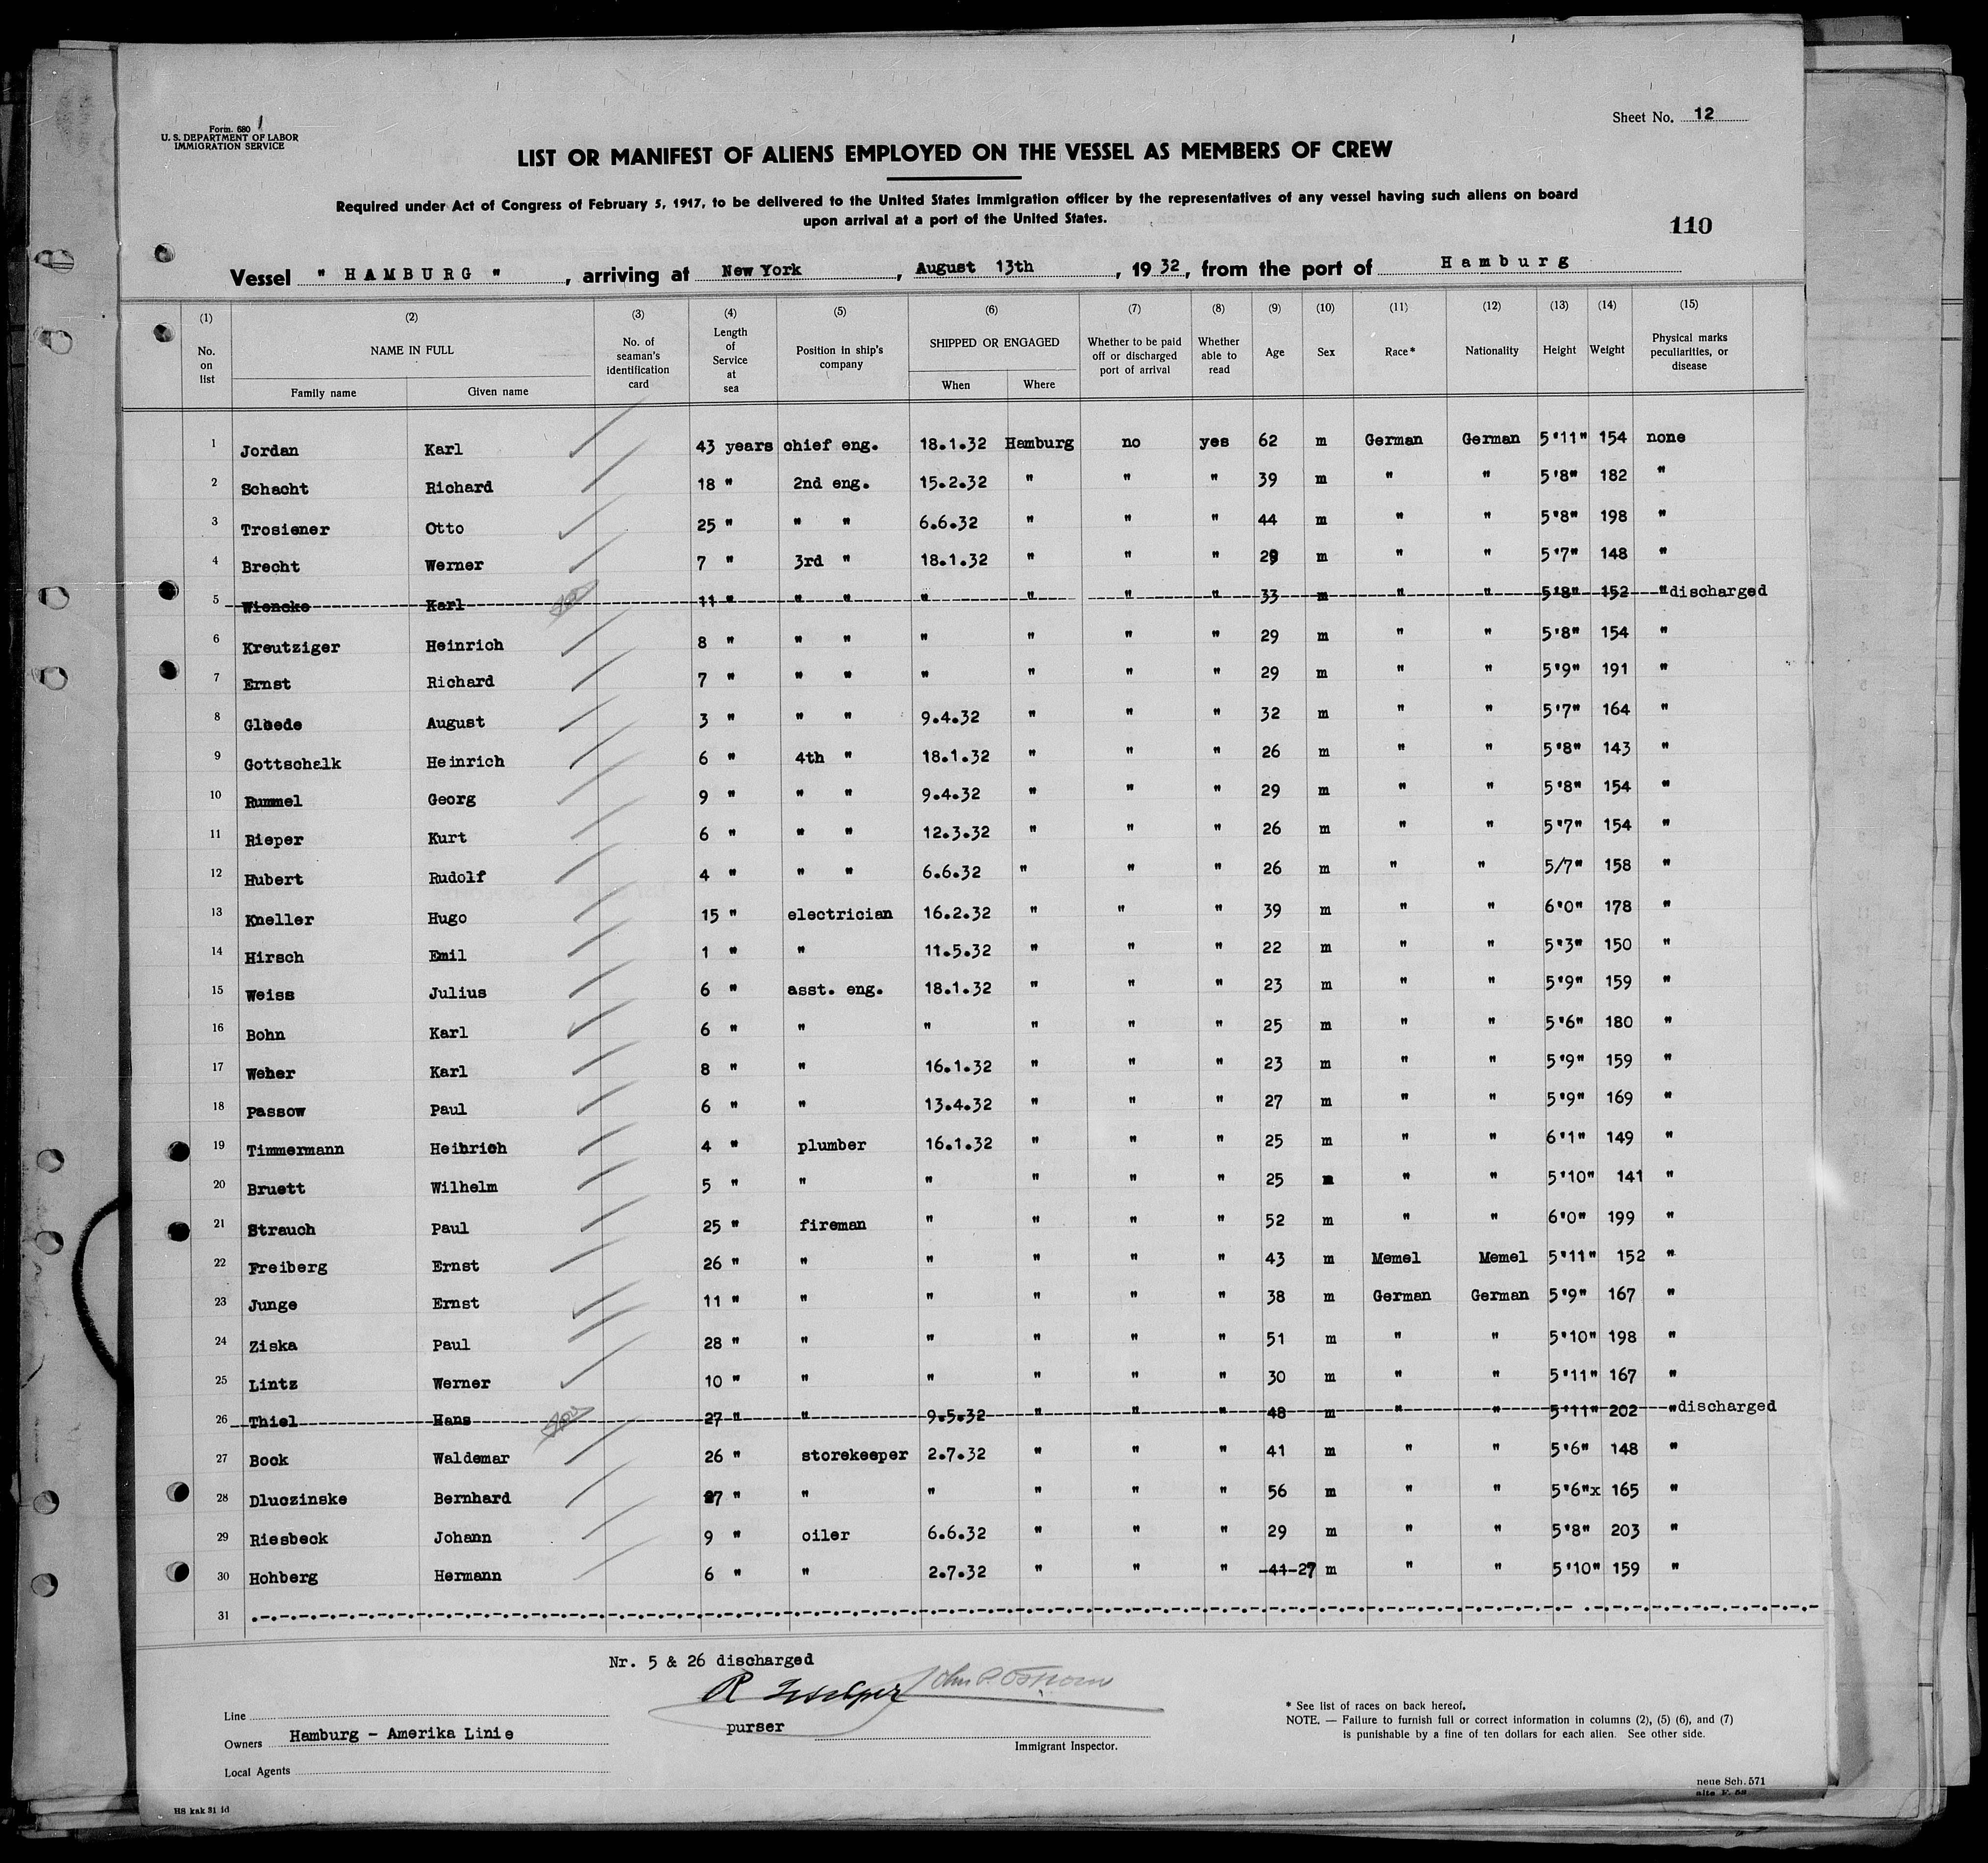 Form. 680
U. S. DEPARTMENT OF LABOR
IMMIGRATION SERVICE
Sheet No. 12
LIST OR MANIFEST OF ALIENS EMPLOYED ON THE VESSEL AS MEMBERS OF CREW
Required under Act of Congress of February 5, 1917, to be delivered to the United States immigration officer by the representatives of any vessel having such aliens on board
upon arrival at a port of the United States.
110
Vessel " HAMBURG " , arriving at New York , August 13th , 19 32, from the port of Hamburg
(1) (2) (3) (4) (5) (6) (7) (8) (9) (10) (11) (12) (13) (14) (15)
No. on list NAME IN FULL Family name Given name No. of seaman's identification card Length of Service at sea Position in ship's company SHIPPED OR ENGAGED When Where Whether to be paid off or discharged port of arrival Whether able to read Age Sex Race* Nationality Height Weight Physical marks peculiarities, or disease
1 Jordan Karl 43 years chief eng. 18.1.32 Hamburg no yes 62 m German German 5'11" 154 none
2 Schacht Richard 18 " 2nd eng. 15.2.32 " " " 39 m " " 5'8" 182 "
3 Trosiener Otto 25 " " " 6.6.32 " " " 44 m " " 5'8" 198 "
4 Brecht Werner 7 " 3rd " 18.1.32 " " " 29 m " " 5'7" 148 "
5 Wiencke Karl 11 " " " " " " " 33 m " " 5'8" 152 " discharged
6 Kreutziger Heinrich 8 " " " " " " " 29 m " " 5'8" 154 "
7 Ernst Richard 7 " " " " " " " 29 m " " 5'9" 191 "
8 Gloede August 3 " " " 9.4.32 " " " 32 m " " 5'7" 164 "
9 Gottschalk Heinrich 6 " 4th " 18.1.32 " " " 26 m " " 5'8" 143 "
10 Rummel Georg 9 " " " 9.4.32 " " " 29 m " " 5'8" 154 "
11 Rieper Kurt 6 " " " 12.3.32 " " " 26 m " " 5'7" 154 "
12 Hubert Rudolf 4 " " " 6.6.32 " " " 26 m " " 5/7" 158 "
13 Kneller Hugo 15 " electrician 16.2.32 " " " 39 m " " 6'0" 178 "
14 Hirsch Emil 1 " " 11.5.32 " " " 22 m " " 5'3" 150 "
15 Weiss Julius 6 " asst. eng. 18.1.32 " " " 23 m " " 5'9" 159 "
16 Bohn Karl 6 " " " " " " 25 m " " 5'6" 180 "
17 Weher Karl 8 " " 16.1.32 " " " 23 m " " 5'9" 159 "
18 Passow Paul 6 " " 13.4.32 " " " 27 m " " 5'9" 169 "
19 Timmermann Heihrich 4 " plumber 16.1.32 " " " 25 m " " 6'1" 149 "
20 Bruett Wilhelm 5 " " " " " " 25 m " " 5'10" 141 "
21 Strauch Paul 25 " fireman " " " " 52 m " " 6'0" 199 "
22 Freiberg Ernst 26 " " " " " " 43 m Memel Memel 5'11" 152 "
23 Junge Ernst 11 " " " " " " 38 m German German 5'9" 167 "
24 Ziska Paul 28 " " " " " " 51 m " " 5'10" 198 "
25 Lintz Werner 10 " " " " " " 30 m " " 5'11" 167 "
26 Thiel Hans 27 " " 9.5.32 " " " 48 m " " 5'11" 202 " discharged
27 Bock Waldemar 26 " storekeeper 2.7.32 " " " 41 m " " 5'6" 148 "
28 Dluczinske Bernhard 27 " " " " " " 56 m " " 5'6"x 165 "
29 Riesbeck Johann 9 " oiler 6.6.32 " " " 29 m " " 5'8" 203 "
30 Hohberg Hermann 6 " " 2.7.32 " " " -41-27 m " " 5'10" 159 "
31
Nr. 5 & 26 discharged
purser
Line
Owners Hamburg - Amerika Linie
Local Agents
Immigrant Inspector.
* See list of races on back hereof.
NOTE. — Failure to furnish full or correct information in columns (2), (5) (6), and (7)
is punishable by a fine of ten dollars for each alien. See other side.
neue Sch. 571
alte F. 58
HS kak 31 id